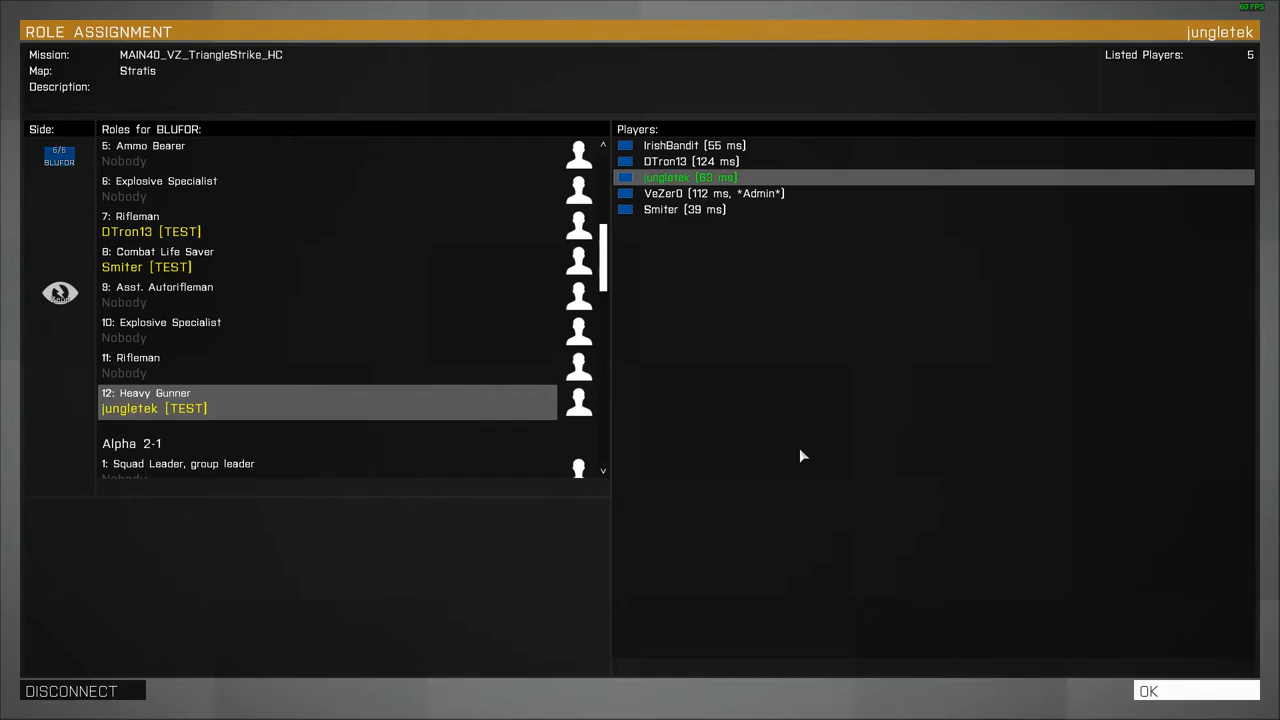 60 FPS
ROLE ASSIGNMENT
jungletek
Mission: MAIN40_VZ_TriangleStrike_HC
Listed Players: 5
Map: Stratis
Description:
Side:
Roles for BLUFOR:
Players:
BLUFOR
5: Ammo Bearer
Nobody
6: Explosive Specialist
Nobody
7: Rifleman
DTron13 [TEST]
8: Combat Life Saver
Smiter [TEST]
9: Asst. Autorifleman
Nobody
10: Explosive Specialist
Nobody
11: Rifleman
Nobody
12: Heavy Gunner
jungletek [TEST]
Alpha 2-1
1: Squad Leader, group leader
Nobody
IrishBandit (55 ms)
DTron13 (124 ms)
jungletek (63 ms)
VeZer0 (112 ms, *Admin*)
Smiter (39 ms)
DISCONNECT
OK